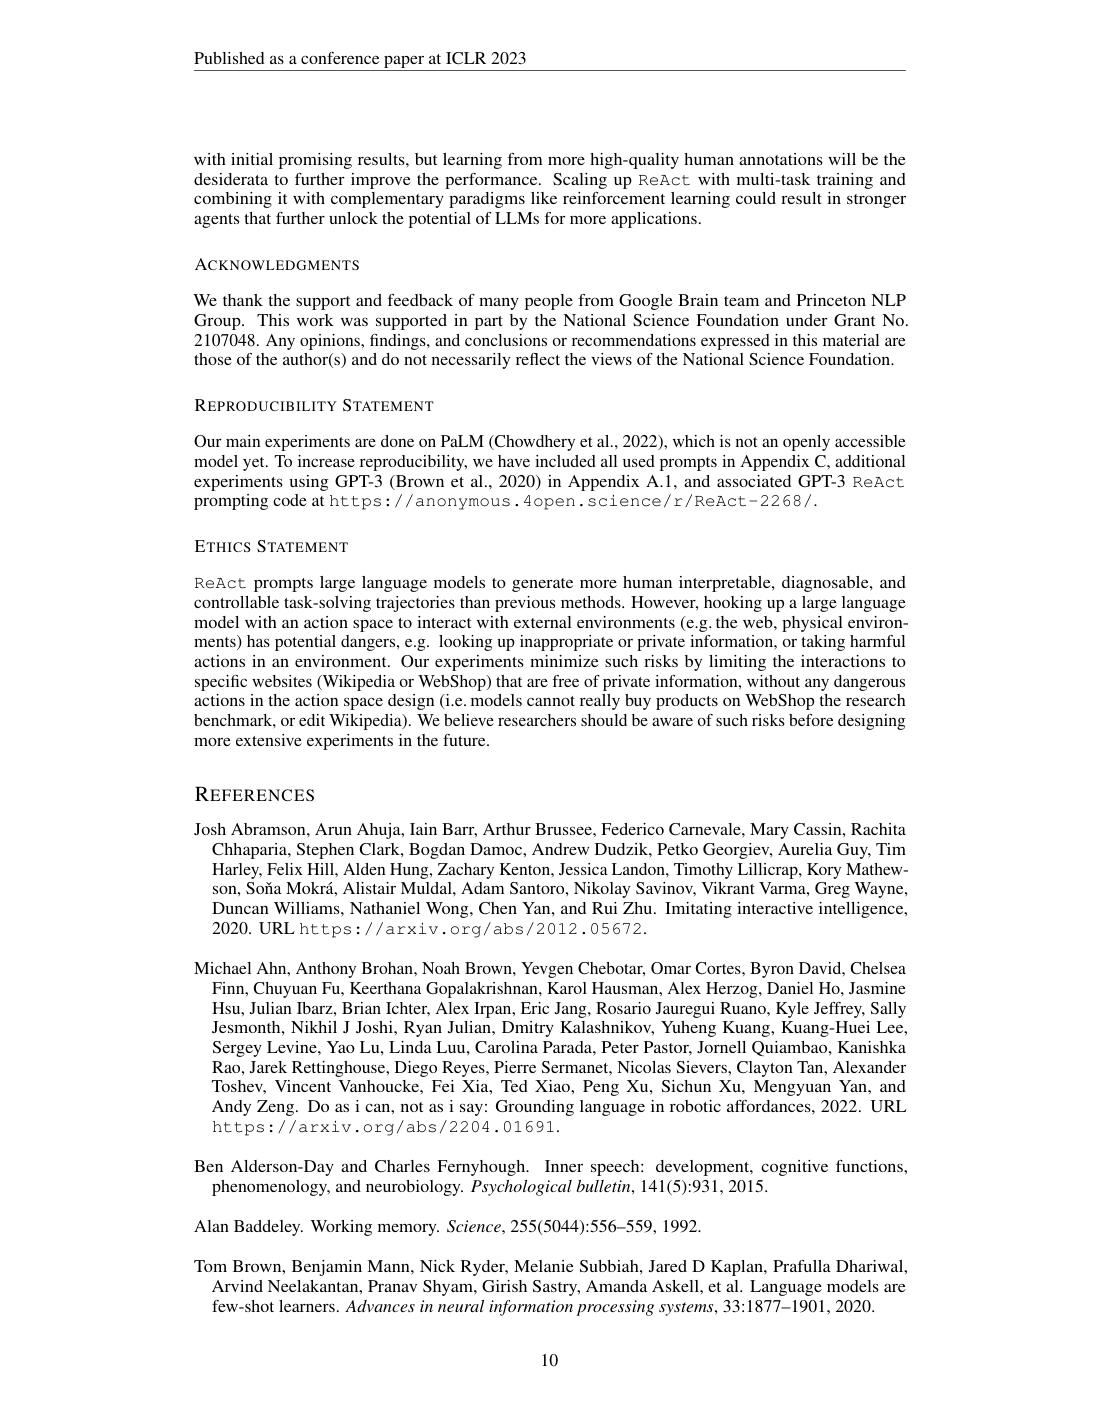 Published as a conference paper at ICLR 2023
with initial promising results, but learning from more high-quality human annotations will be the
desiderata to further improve the performance. Scaling up ReAct with multi-task training and
combining it with complementary paradigms like reinforcement learning could result in stronger
agents that further unlock the potential of LLMs for more applications.
ACKNOWLEDGMENTS
We thank the support and feedback of many people from Google Brain team and Princeton NLP
Group. This work was supported in part by the National Science Foundation under Grant No.
2107048. Any opinions, findings, and conclusions or recommendations expressed in this material are
those of the author(s) and do not necessarily reflect the views of the National Science Foundation.
REPRODUCIBILITY STATEMENT
Our main experiments are done on PaLM (Chowdhery et al., 2022), which is not an openly accessible
model yet. To increase reproducibility, we have included all used prompts in Appendix C, additional
experiments using GPT-3 (Brown et al., 2020) in Appendix A.1, and associated GPT-3 ReAct
prompting code at https://anonymous.4open.science/r/ReAct-2268/.
ETHICS STATEMENT
ReAct prompts large language models to generate more human interpretable, diagnosable, and
controllable task-solving trajectories than previous methods. However, hooking up a large language
model with an action space to interact with external environments (e.g. the web, physical environ-
ments) has potential dangers, e.g. looking up inappropriate or private information, or taking harmful
actions in an environment. Our experiments minimize such risks by limiting the interactions to
specific websites (Wikipedia or WebShop) that are free of private information, without any dangerous
actions in the action space design (i.e. models cannot really buy products on WebShop the research
benchmark, or edit Wikipedia). We believe researchers should be aware of such risks before designing
more extensive experiments in the future.
REFERENCES
Josh Abramson, Arun Ahuja, Iain Barr, Arthur Brussee, Federico Carnevale, Mary Cassin, Rachita
Chhaparia, Stephen Clark, Bogdan Damoc, Andrew Dudzik, Petko Georgiev, Aurelia Guy, Tim
Harley, Felix Hill, Alden Hung, Zachary Kenton, Jessica Landon, Timothy Lillicrap, Kory Mathew-
son, Soňa Mokrá, Alistair Muldal, Adam Santoro, Nikolay Savinov, Vikrant Varma, Greg Wayne,
Duncan Williams, Nathaniel Wong, Chen Yan, and Rui Zhu. Imitating interactive intelligence,
2020. URL https://arxiv.org/abs/2012.05672.
Michael Ahn, Anthony Brohan, Noah Brown, Yevgen Chebotar, Omar Cortes, Byron David, Chelsea
Finn, Chuyuan Fu, Keerthana Gopalakrishnan, Karol Hausman, Alex Herzog, Daniel Ho, Jasmine
Hsu, Julian Ibarz, Brian Ichter, Alex Irpan, Eric Jang, Rosario Jauregui Ruano, Kyle Jeffrey, Sally
Jesmonth, Nikhil J Joshi, Ryan Julian, Dmitry Kalashnikov, Yuheng Kuang, Kuang-Huei Lee,
Sergey Levine, Yao Lu, Linda Luu, Carolina Parada, Peter Pastor, Jornell Quiambao, Kanishka
Rao, Jarek Rettinghouse, Diego Reyes, Pierre Sermanet, Nicolas Sievers, Clayton Tan, Alexander
Toshev, Vincent Vanhoucke, Fei Xia, Ted Xiao, Peng Xu, Sichun Xu, Mengyuan Yan, and
Andy Zeng. Do as i can, not as i say: Grounding language in robotic affordances, 2022. URL
https://arxiv.org/abs/2204.01691.
Ben Alderson-Day and Charles Fernyhough. Inner speech: development, cognitive functions,
phenomenology, and neurobiology. Psychological bulletin, 141(5):931, 2015.
Alan Baddeley. Working memory. Science, 255(5044):556–559, 1992.
Tom Brown, Benjamin Mann, Nick Ryder, Melanie Subbiah, Jared D Kaplan, Prafulla Dhariwal,
Arvind Neelakantan, Pranav Shyam, Girish Sastry, Amanda Askell, et al. Language models are
few-shot learners. Advances in neural information processing systems, 33:1877–1901, 2020.
10